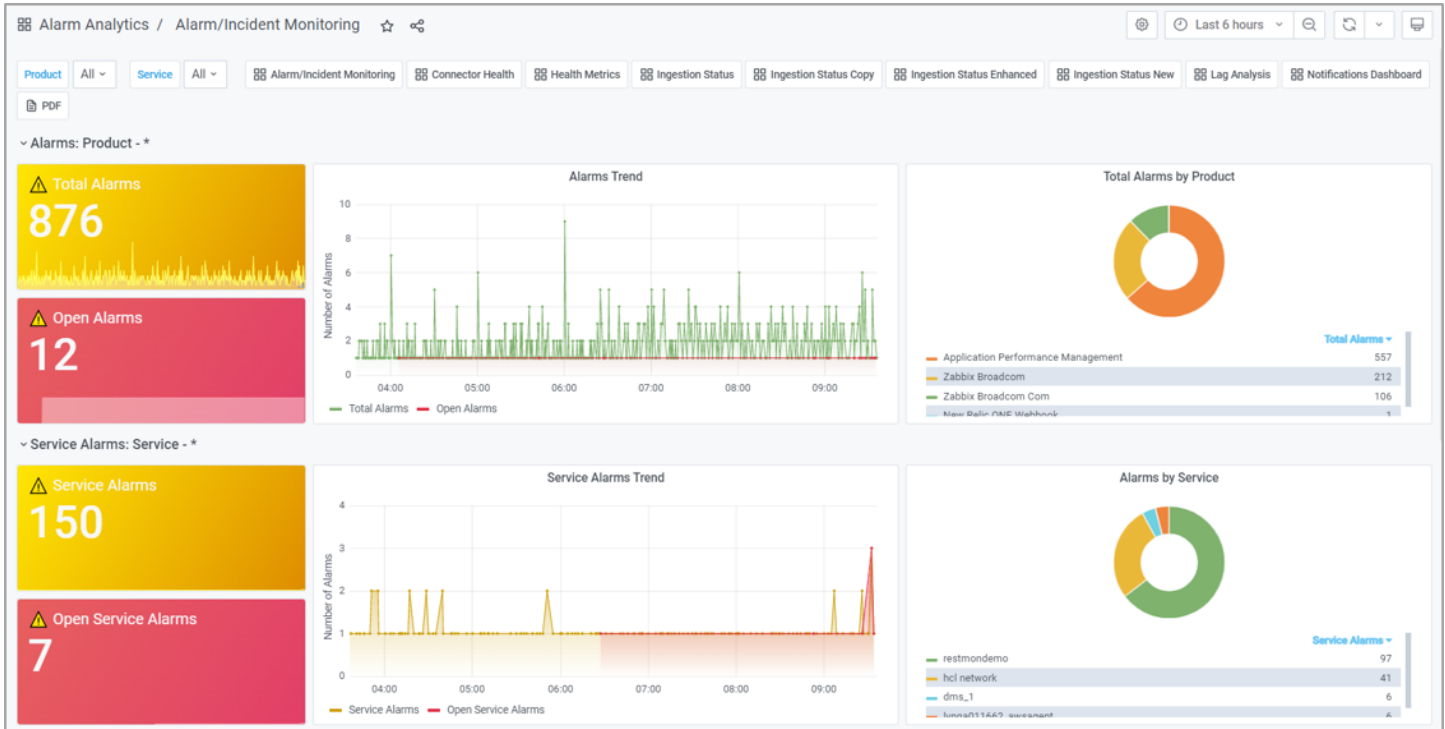 Alarm Analytics / Alarm/Incident Monitoring
Last 6 hours
Product All Service All Alarm/Incident Monitoring Connector Health Health Metrics Ingestion Status Ingestion Status Copy Ingestion Status Enhanced Ingestion Status New Lag Analysis Notifications Dashboard
PDF
Alarms: Product - *
Total Alarms
876
Open Alarms
12
Alarms Trend
Number of Alarms
10
8
6
4
2
0
04:00 05:00 06:00 07:00 08:00 09:00
Total Alarms Open Alarms
Total Alarms by Product
Total Alarms
Application Performance Management 557
Zabbix Broadcom 212
Zabbix Broadcom Com 106
New Relic ONE Webhook 1
Service Alarms: Service - *
Service Alarms
150
Open Service Alarms
7
Service Alarms Trend
Number of Alarms
4
3
2
1
0
04:00 05:00 06:00 07:00 08:00 09:00
Service Alarms Open Service Alarms
Alarms by Service
Service Alarms
restmondemo 97
hcl network 41
dms_1 6
6